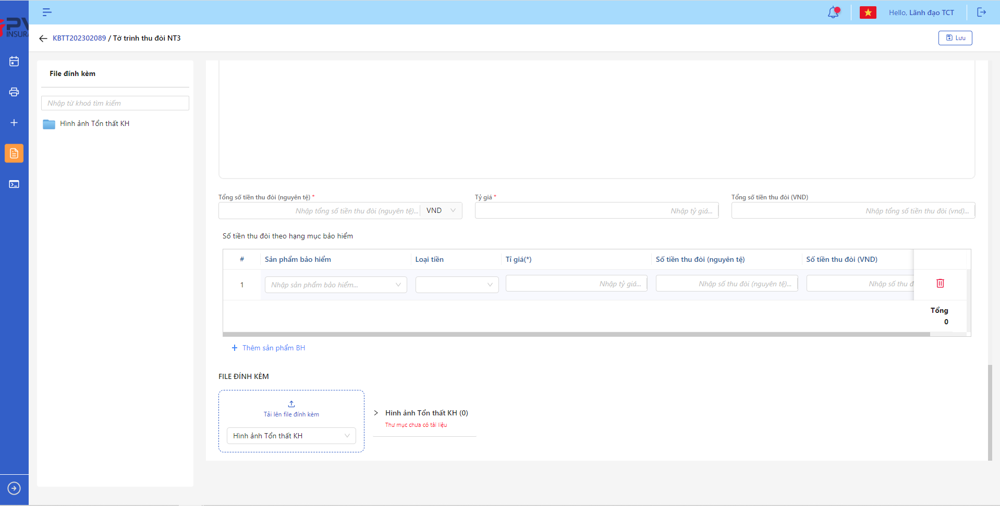 Hello, Lãnh đạo TCT
PV
INSURA
KBTT202302089 / Tờ trình thu đòi NT3
Lưu
File đính kèm
Nhập từ khoá tìm kiếm
Hình ảnh Tổn thất KH
Tổng số tiền thu đòi (nguyên tệ) *
Tỷ giá *
Tổng số tiền thu đòi (VND)
Nhập tổng số tiền thu đòi (nguyên tệ)...
VND
Nhập tỷ giá...
Nhập tổng số tiền thu đòi (vnd)...
Số tiền thu đòi theo hạng mục bảo hiểm
# Sản phẩm bảo hiểm Loại tiền Tỉ giá(*) Số tiền thu đòi (nguyên tệ) Số tiền thu đòi (VND)
1 Nhập sản phẩm bảo hiểm... Nhập tỷ giá... Nhập số thu đòi (nguyên tệ)... Nhập số thu đ
Tổng
0
+ Thêm sản phẩm BH
FILE ĐÍNH KÈM
Tải lên file đính kèm
Hình ảnh Tổn thất KH
Hình ảnh Tổn thất KH (0)
Thư mục chưa có tài liệu